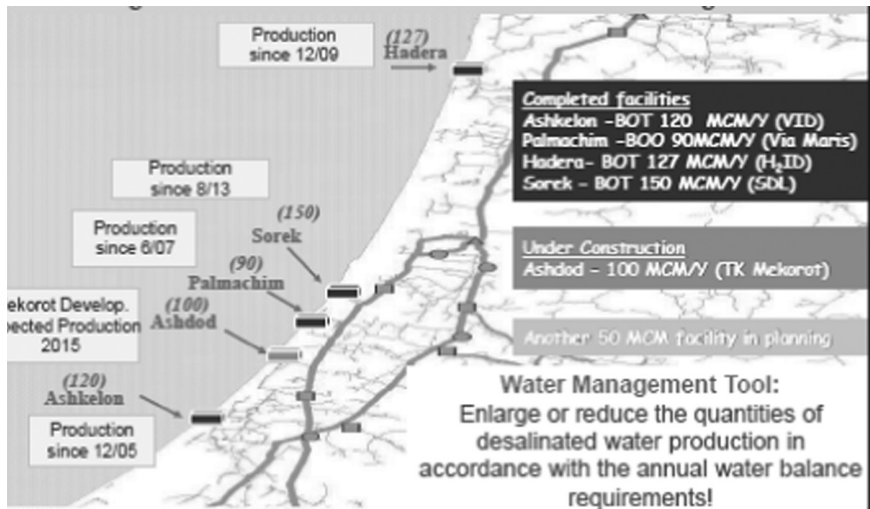 Production
since 12/09
(127)
Hadera
Completed facilities
Ashkelon -BOT 120 MCM/Y (VID)
Palmachim -BOO 90MCM/Y (Via Maris)
Hadera- BOT 127 MCM/Y (H₂ID)
Sorek - BOT 150 MCM/Y (SDL)
Production
since 8/13
(150)
Sorek
Production
since 6/07
(90)
Palmachim
Under Construction
Ashdod - 100 MCM/Y (TK Mekorot)
ekorot Develop.
pected Production
2015
(100)
Ashdod
Another 50 MCM facility in planning
(120)
Ashkelon
Production
since 12/05
Water Management Tool:
Enlarge or reduce the quantities of
desalinated water production in
accordance with the annual water balance
requirements!